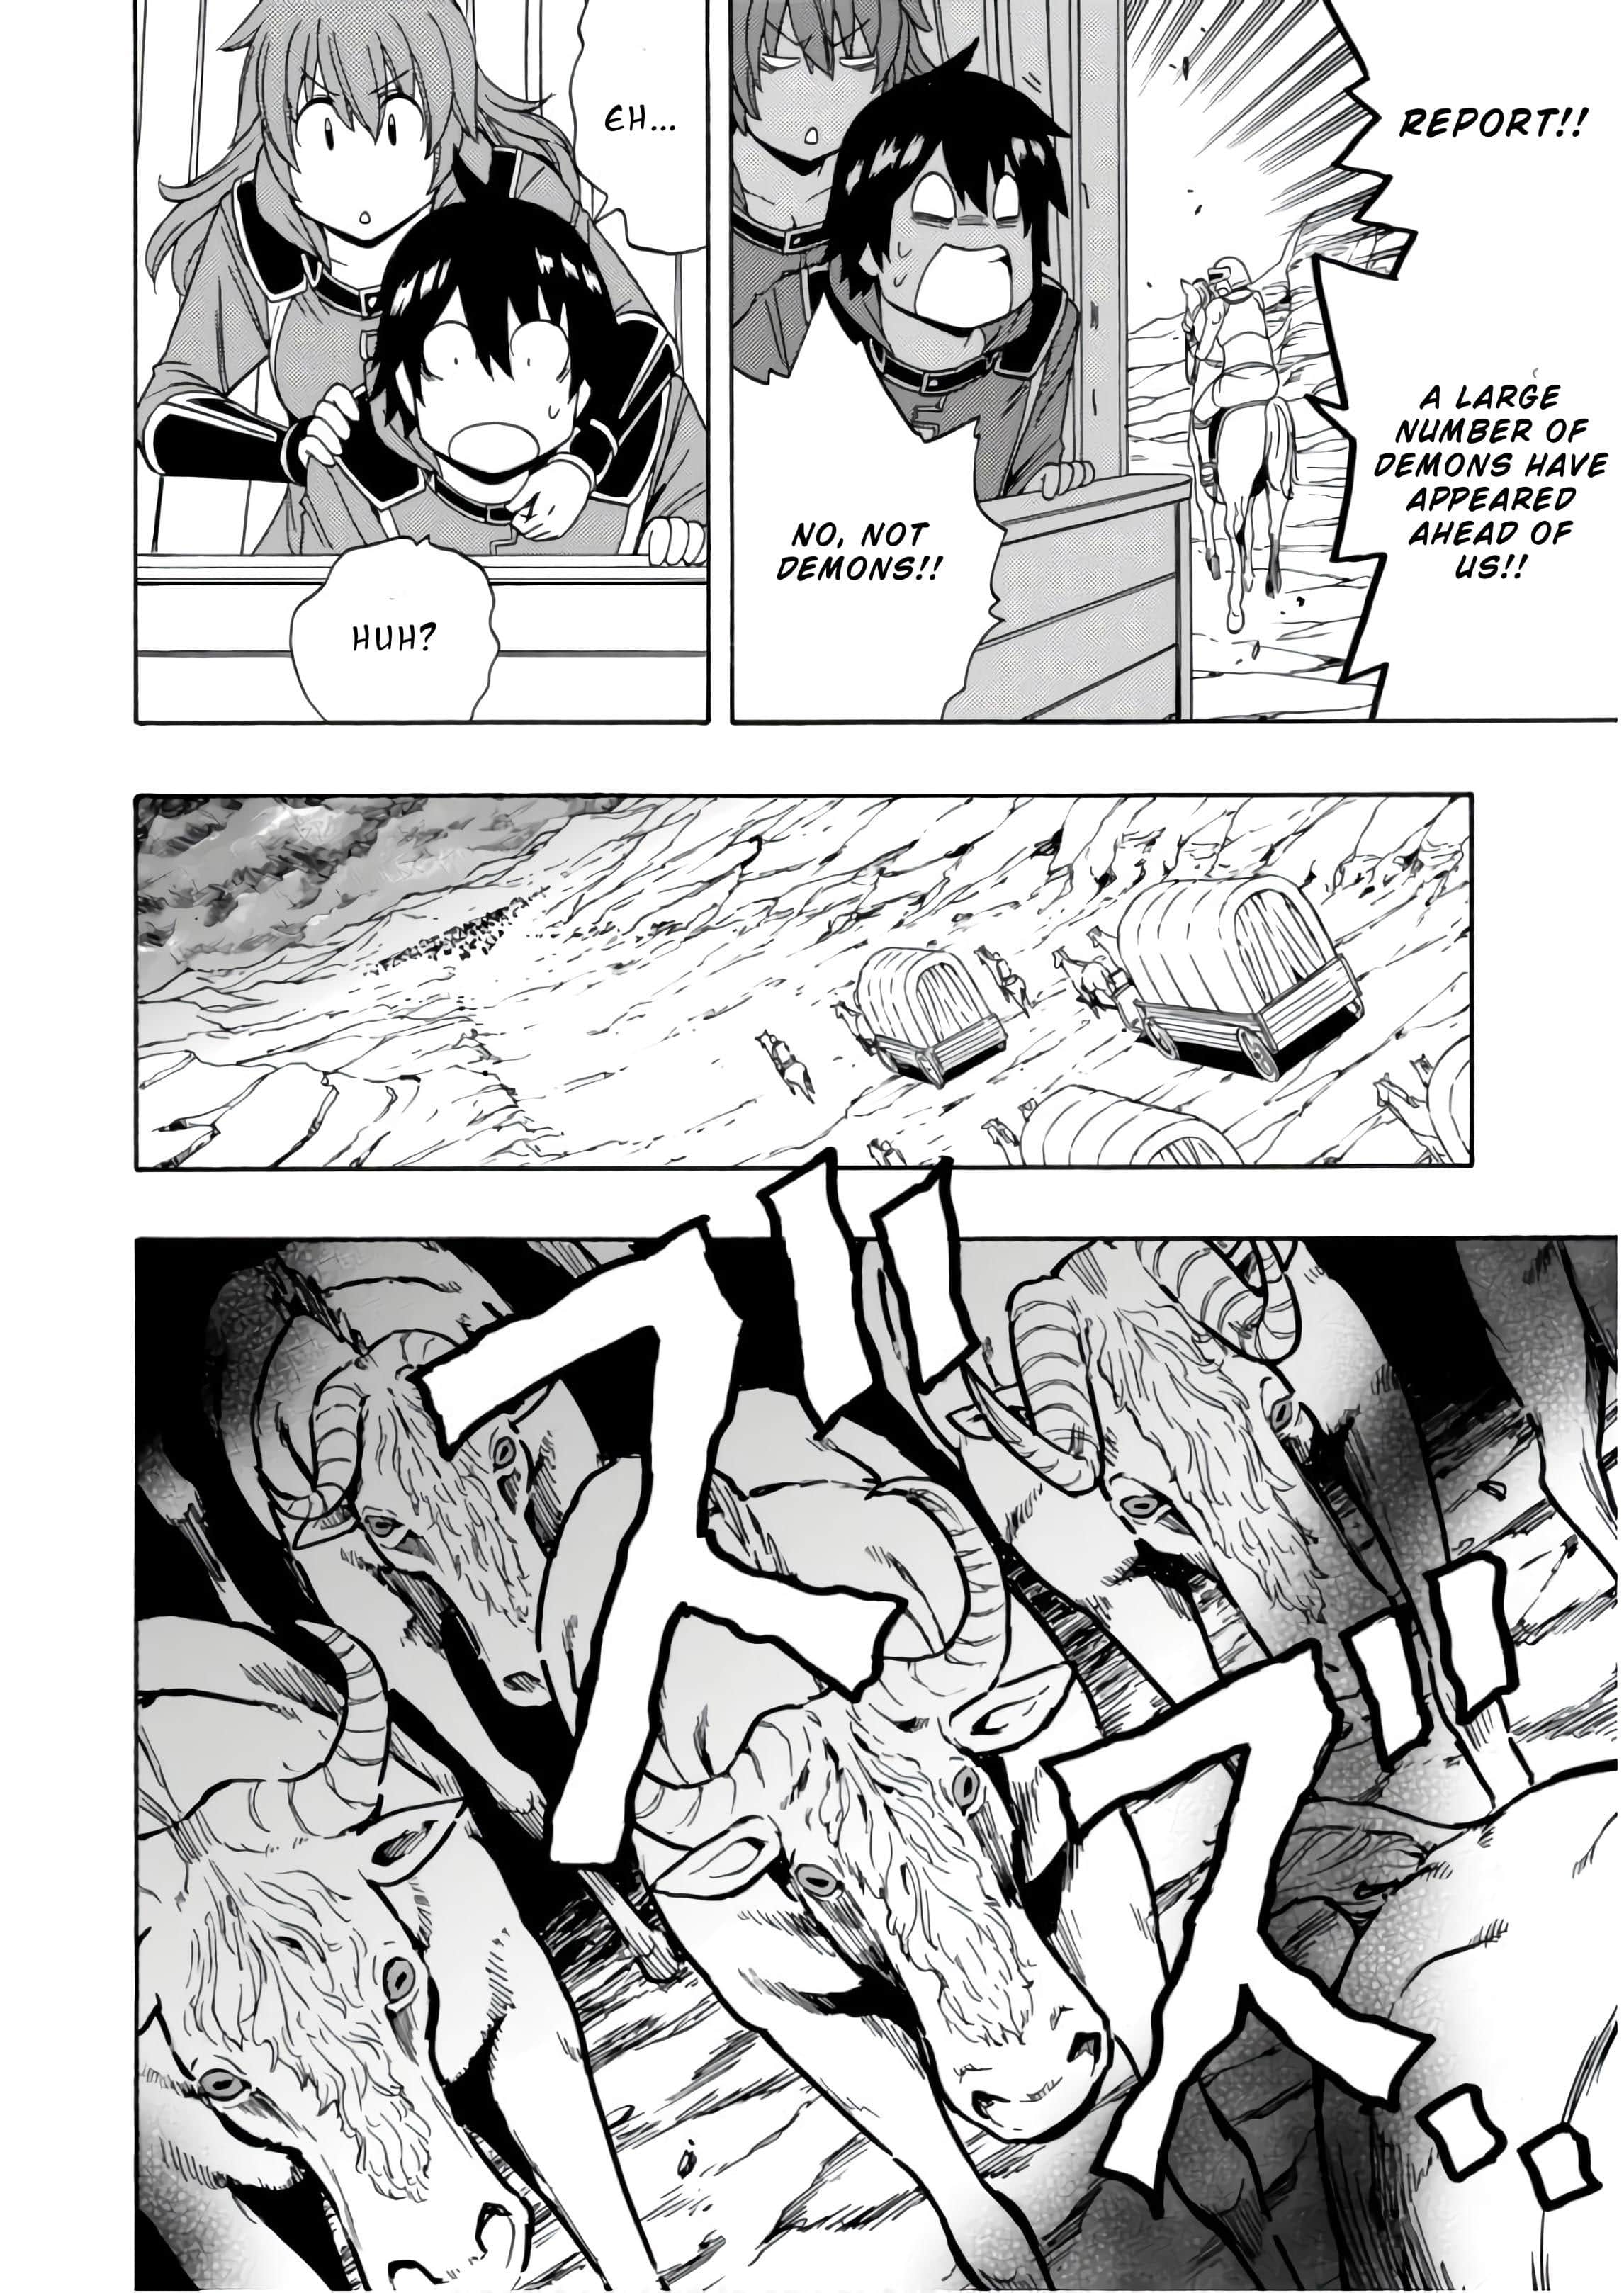 REPORT!!
A LARGE
NUMBER OF
DEMONS HAVE
APPEARED
AHEAD OF
US!!
NO, NOT
DEMONS!!
EH...
HUH?
ズ
ズ